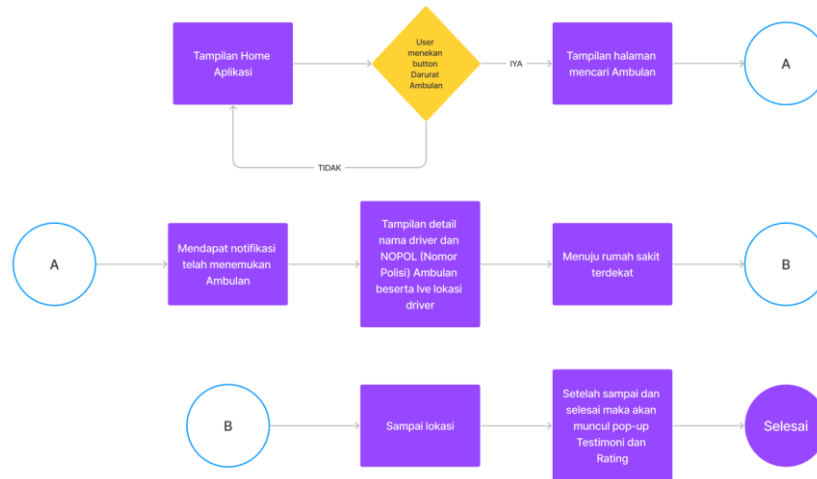 Tampilan Home
Aplikasi
User
menekan
button
Darurat
Ambulan
IYA
Tampilan halaman
mencari Ambulan
A
TIDAK
A
Mendapat notifikasi
telah menemukan
Ambulan
Tampilan detail
nama driver dan
NOPOL (Nomor
Polisi) Ambulan
beserta lve lokasi
driver
Menuju rumah sakit
terdekat
B
B
Sampai lokasi
Setelah sampai dan
selesai maka akan
muncul pop-up
Testimoni dan
Rating
Selesai